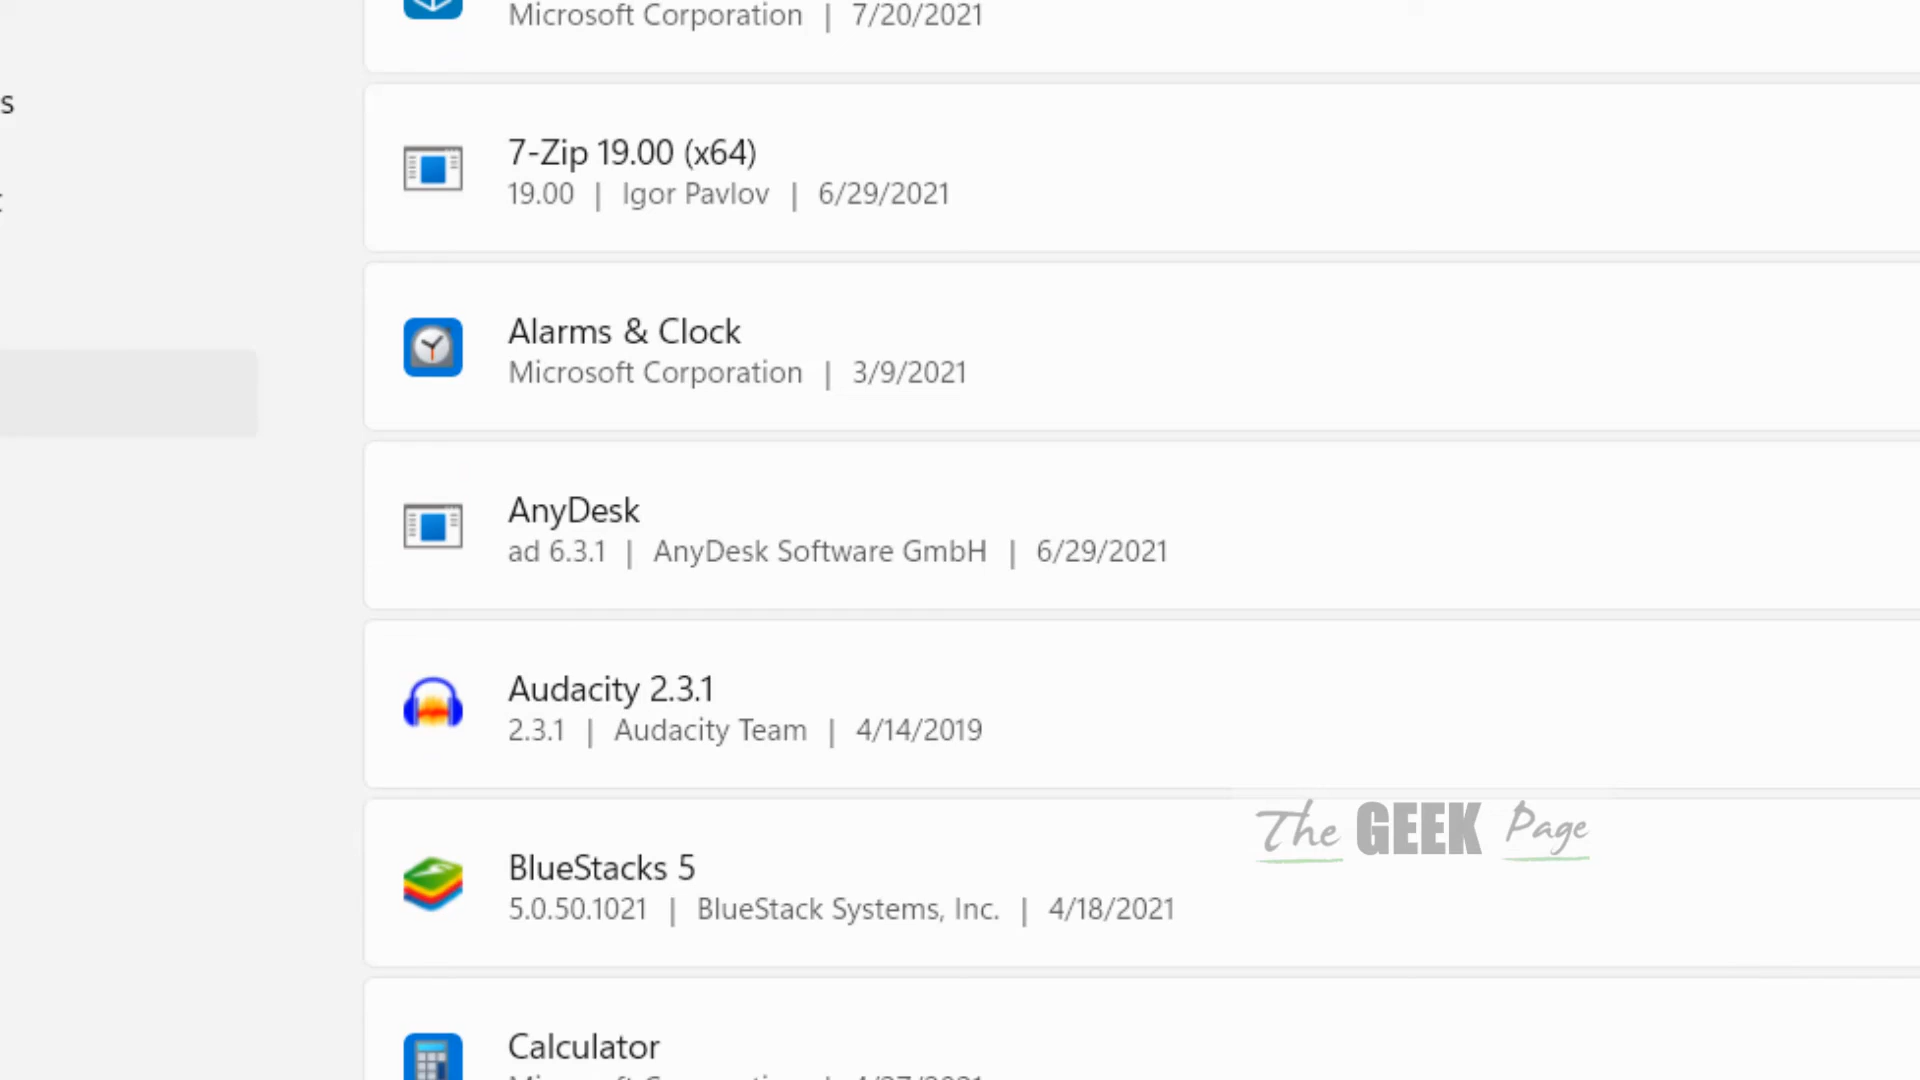 Microsoft Corporation | 7/20/2021
s
7-Zip 19.00 (x64)
19.00 | Igor Pavlov | 6/29/2021
Alarms & Clock
Microsoft Corporation | 3/9/2021
AnyDesk
ad 6.3.1 | AnyDesk Software GmbH | 6/29/2021
Audacity 2.3.1
2.3.1 | Audacity Team | 4/14/2019
The GEEK Page
BlueStacks 5
5.0.50.1021 | BlueStack Systems, Inc. | 4/18/2021
Calculator